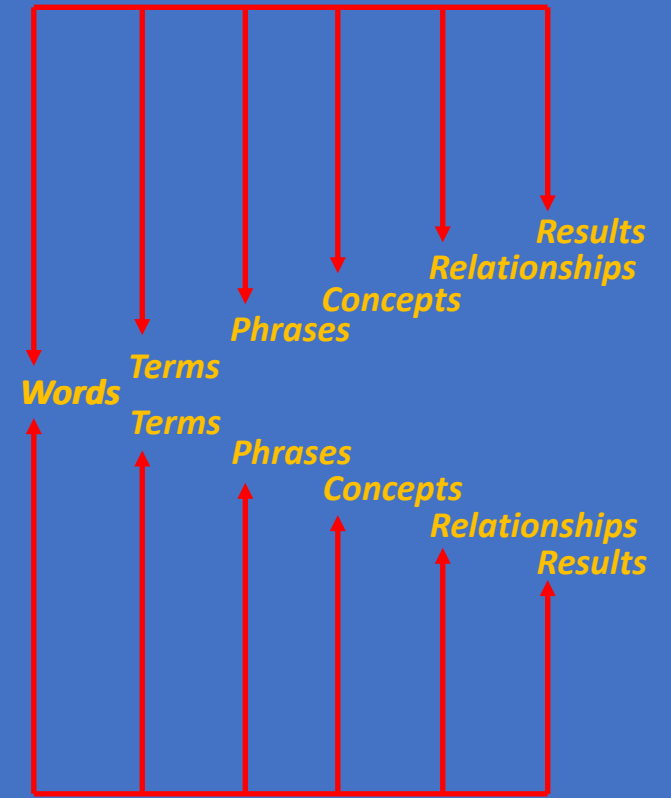 Results
Relationships
Concepts
Phrases
Terms
Words
Terms
Phrases
Concepts
Relationships
Results